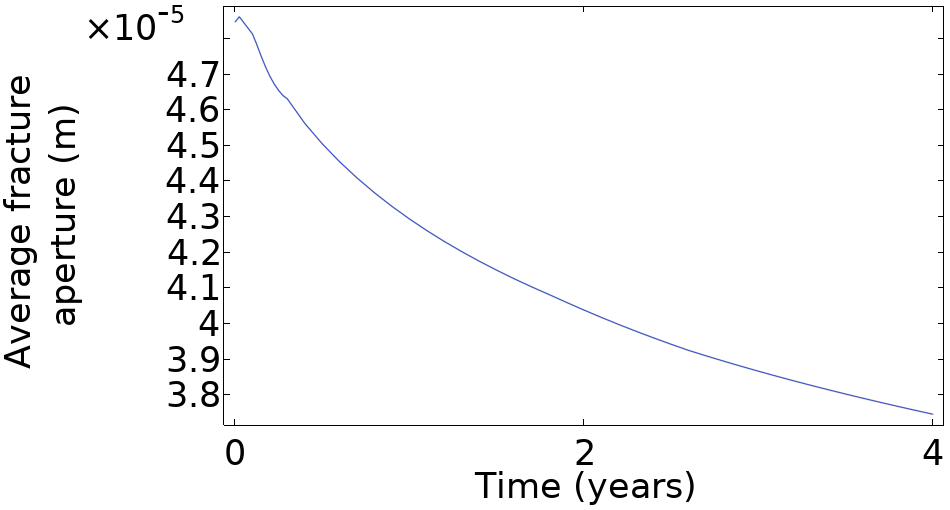 ×10⁻⁵
Average fracture
aperture (m)
4.7
4.6
4.5
4.4
4.3
4.2
4.1
4
3.9
3.8
0 2 4
Time (years)